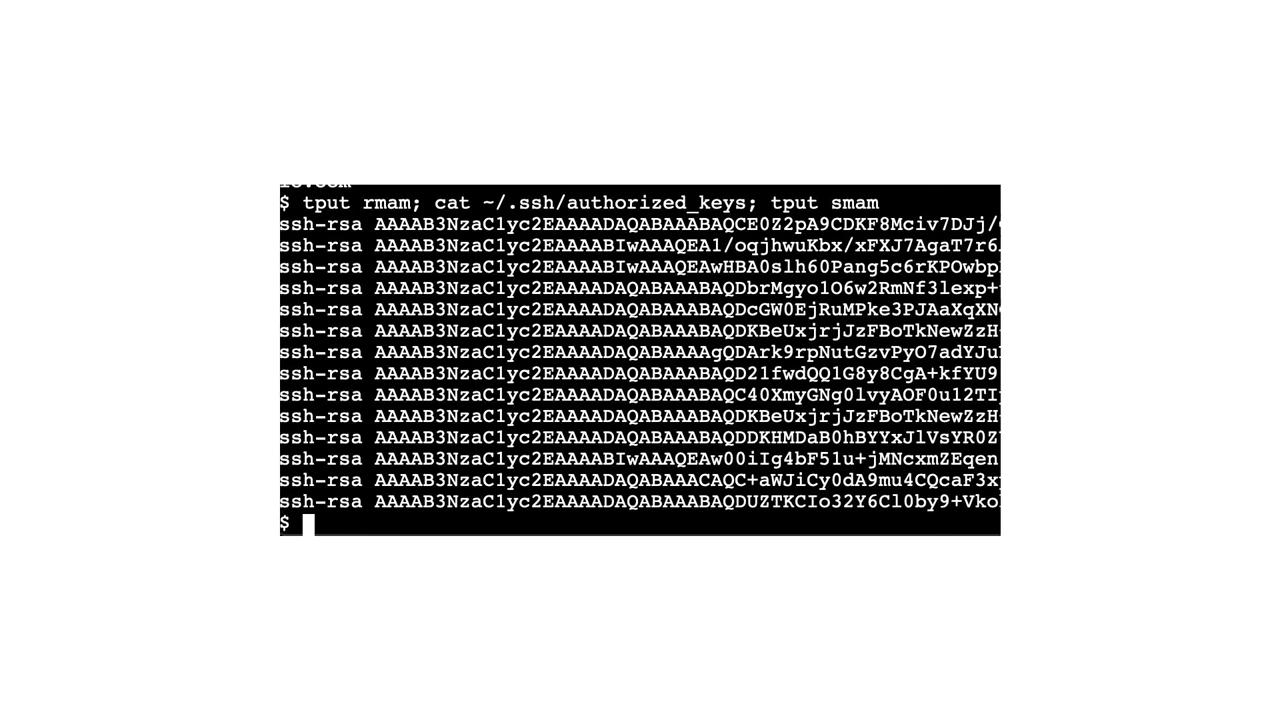 $ tput rmam; cat ~/.ssh/authorized_keys; tput smam
ssh-rsa AAAAB3NzaC1yc2EAAAADAQABAAABAQCE0Z2pA9CDKF8Mciv7DJj/
ssh-rsa AAAAB3NzaC1yc2EAAAABIwAAAQEA1/oqjhwuKbx/xFXJ7AgaT7r6
ssh-rsa AAAAB3NzaC1yc2EAAAABIwAAAQEAwHBA0slh60Pang5c6rKPOwbp
ssh-rsa AAAAB3NzaC1yc2EAAAADAQABAAABAQDbrMgyo1O6w2RmNf3lexp+
ssh-rsa AAAAB3NzaC1yc2EAAAADAQABAAABAQDcGW0EjRuMPke3PJAaXqXN
ssh-rsa AAAAB3NzaC1yc2EAAAADAQABAAABAQDKBeUxjrjJzFBoTkNewZzH
ssh-rsa AAAAB3NzaC1yc2EAAAADAQABAAAAgQDArk9rpNutGzvPyO7adYJu
ssh-rsa AAAAB3NzaC1yc2EAAAADAQABAAABAQD21fwdQQ1G8y8CgA+kfYU9
ssh-rsa AAAAB3NzaC1yc2EAAAADAQABAAABAQC40XmyGNg0lvyAOF0u12TI
ssh-rsa AAAAB3NzaC1yc2EAAAADAQABAAABAQDKBeUxjrjJzFBoTkNewZzH
ssh-rsa AAAAB3NzaC1yc2EAAAADAQABAAABAQDDKHMDaB0hBYYxJlVsYR0Z
ssh-rsa AAAAB3NzaC1yc2EAAAABIwAAAQEAw00iIg4bF51u+jMNcxmZEqen
ssh-rsa AAAAB3NzaC1yc2EAAAADAQABAAACAQC+aWJiCy0dA9mu4CQcaF3x
ssh-rsa AAAAB3NzaC1yc2EAAAADAQABAAABAQDUZTKCIo32Y6Cl0by9+Vko
$